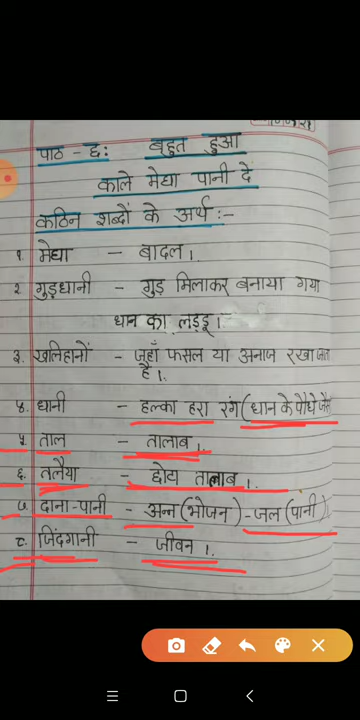 पाठ - ६ः बहुत हुआ
काले मेघा पानी दे
कठिन शब्दों के अर्थ :-
१. मेघा - बादल।
२. गुड़धानी - गुड़ मिलाकर बनाया गया
धान का लड्डू।
३. खलिहानों - जहाँ फसल या अनाज रखा जाता
है।
४. धानी - हल्का हरा रंग (धान के पौधे जैसे
५. ताल - तालाब।
६. तलैया - छोटा तालाब।
७. दाना-पानी - अन्न (भोजन) - जल (पानी)
८. जिंदगानी - जीवन।